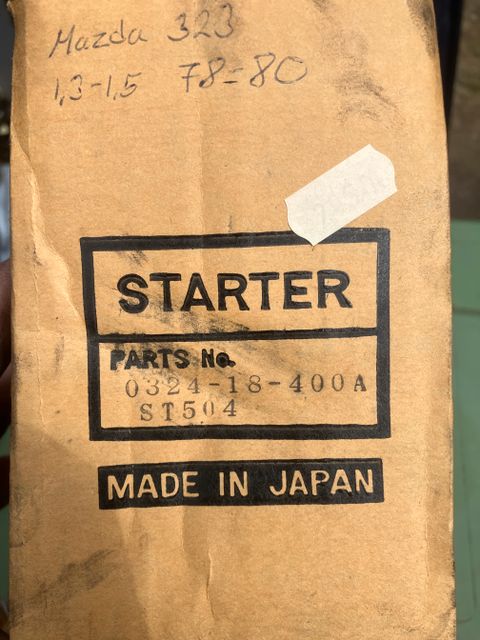 Mazda 323
1,3-1,5 78=80
STARTER
PARTS No.
0324-18-400A
ST504
MADE IN JAPAN